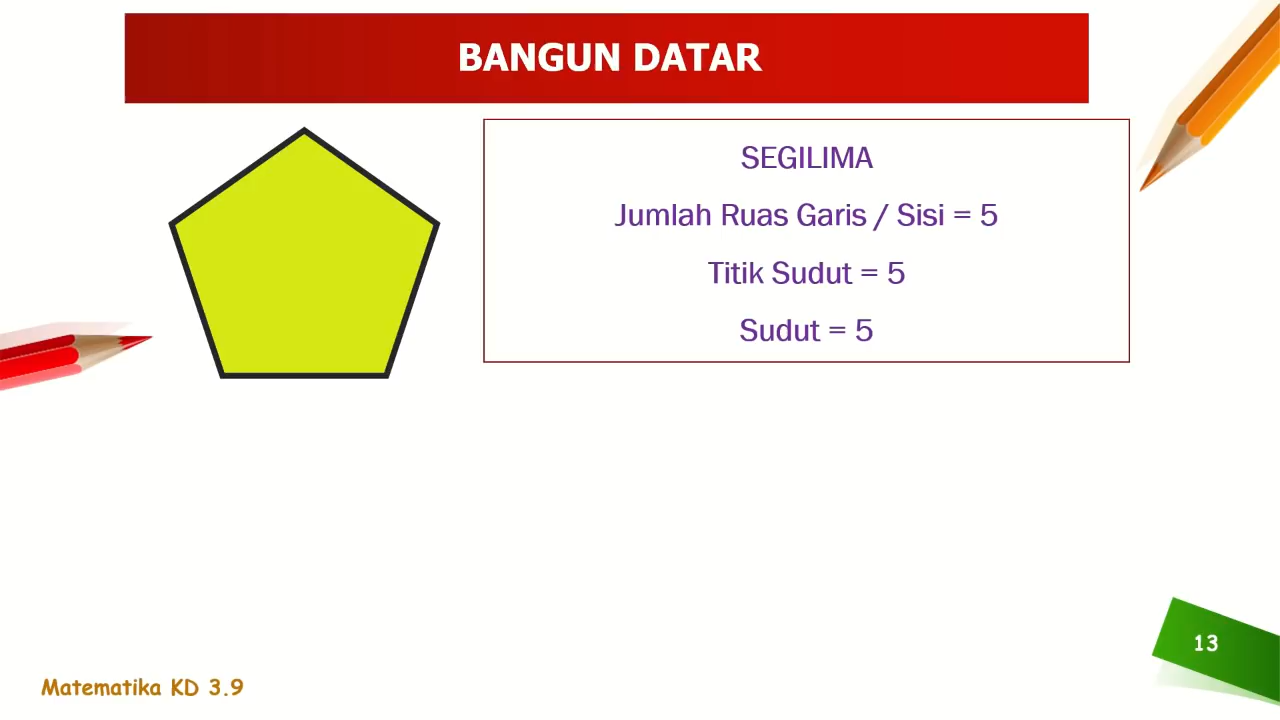 BANGUN DATAR
SEGILIMA
Jumlah Ruas Garis / Sisi = 5
Titik Sudut = 5
Sudut = 5
13
Matematika KD 3.9